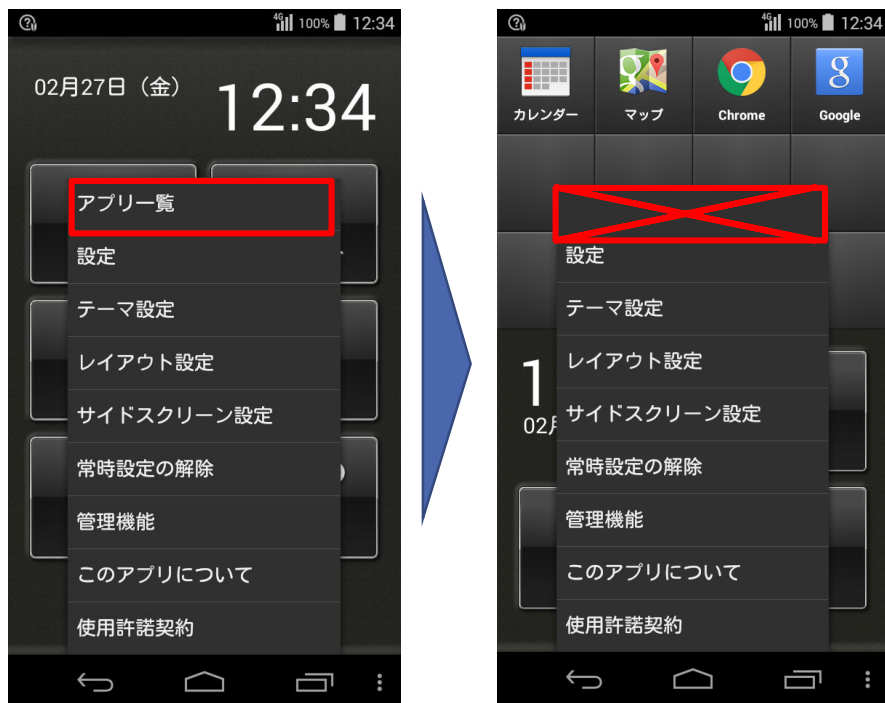 4G 100% 12:34
02月27日（金） 12:34
アプリ一覧
設定
テーマ設定
レイアウト設定
サイドスクリーン設定
常時設定の解除
管理機能
このアプリについて
使用許諾契約
4G 100% 12:34
カレンダー マップ Chrome Google
設定
テーマ設定
レイアウト設定
1
サイドスクリーン設定
02月
常時設定の解除
管理機能
このアプリについて
使用許諾契約